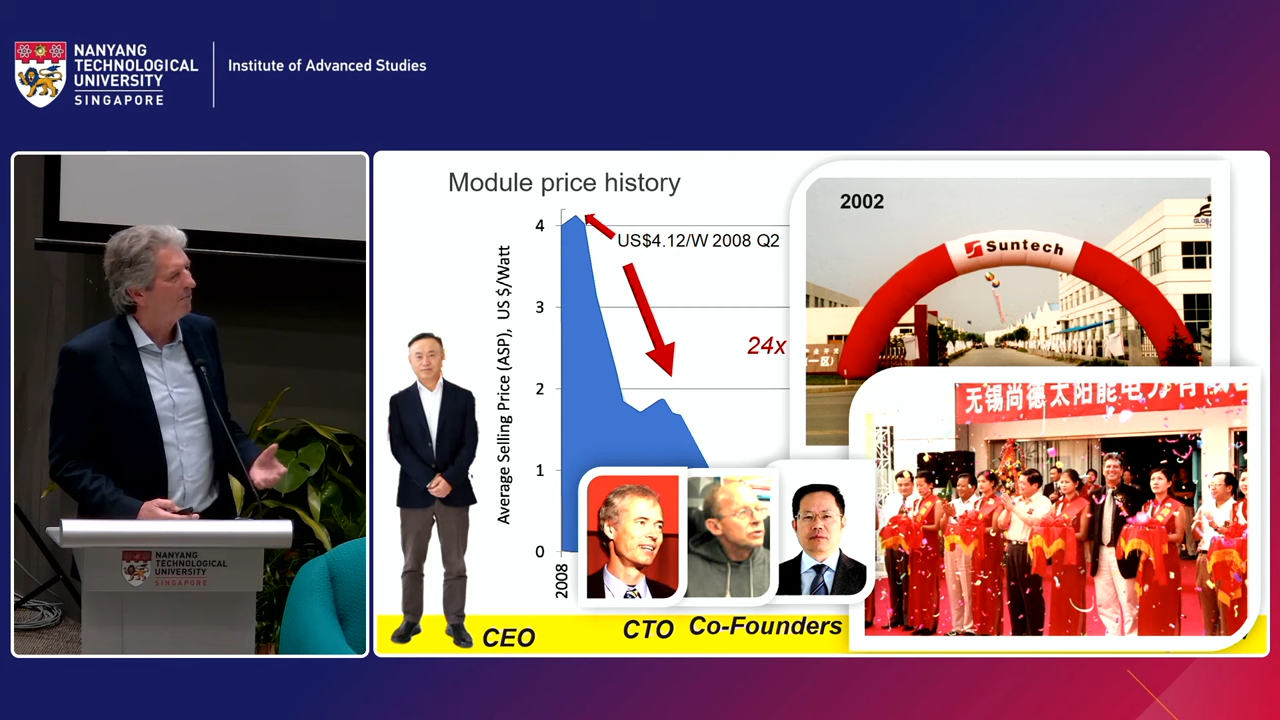 NANYANG
TECHNOLOGICAL
UNIVERSITY
SINGAPORE
Institute of Advanced Studies
NANYANG
TECHNOLOGICAL
UNIVERSITY
SINGAPORE
Module price history
Average Selling Price (ASP), US $/Watt
4
3
2
1
0
2008
US$4.12/W 2008 Q2
24x
CEO
CTO
Co-Founders
2002
Suntech
无锡尚德太阳能电力有限